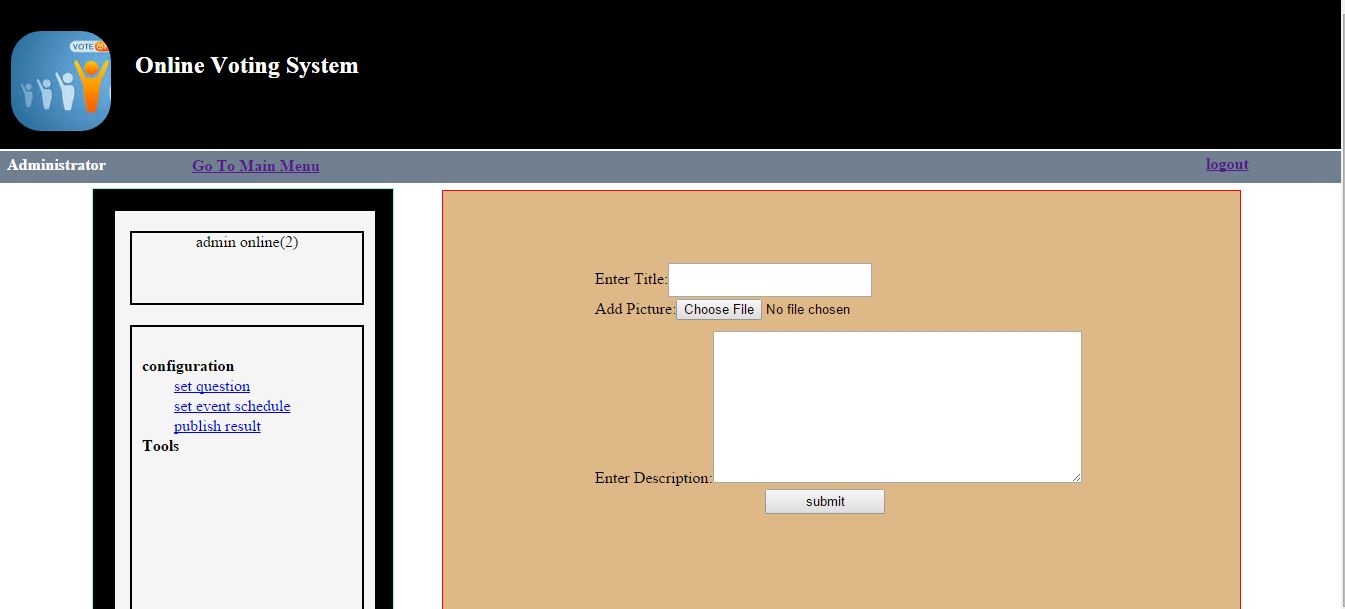 VOTE
Online Voting System
Administrator Go To Main Menu logout
admin online(2)
configuration
set question
set event schedule
publish result
Tools
Enter Title:
Add Picture: Choose File No file chosen
Enter Description:
submit